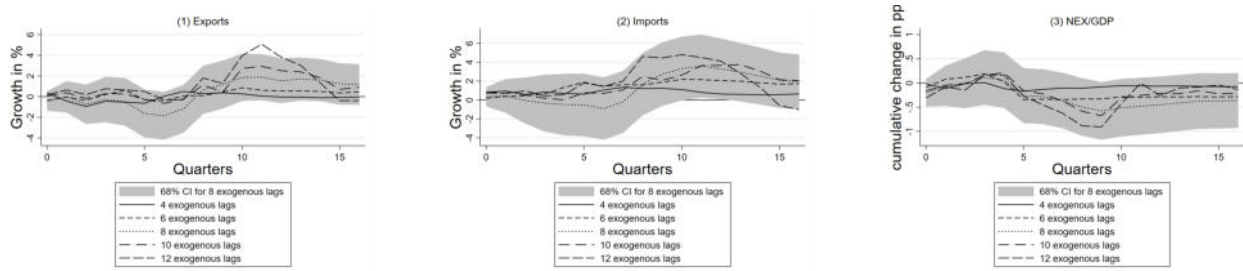 (1) Exports
Growth in %
6
4
2
0
-2
-4
0
5
10
15
Quarters
68% CI for 8 exogenous lags
4 exogenous lags
6 exogenous lags
8 exogenous lags
10 exogenous lags
12 exogenous lags
(2) Imports
Growth in %
6
4
2
0
-2
-4
0
5
10
15
Quarters
68% CI for 8 exogenous lags
4 exogenous lags
6 exogenous lags
8 exogenous lags
10 exogenous lags
12 exogenous lags
(3) NEX/GDP
cumulative change in pp
1
.5
0
-.5
-1
0
5
10
15
Quarters
68% CI for 8 exogenous lags
4 exogenous lags
6 exogenous lags
8 exogenous lags
10 exogenous lags
12 exogenous lags